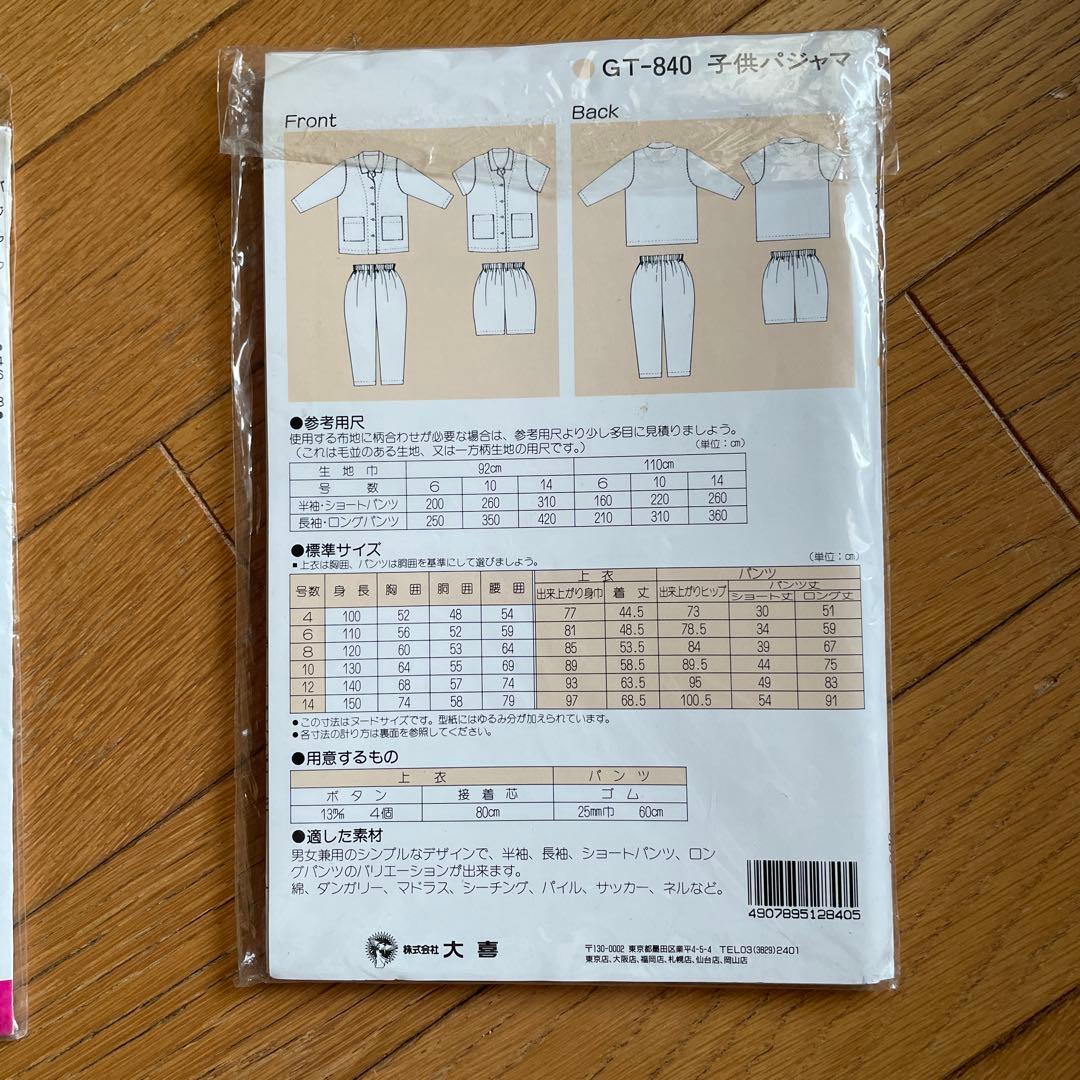 GT-840 子供パジャマ
Front
Back
●参考用尺
使用する布地に柄合わせが必要な場合は、参考用尺より少し多目に見積りましょう。
（これは毛並のある生地、又は一方柄生地の用尺です。） （単位：cm）
生地巾 92cm 110cm
号数 6 10 14 6 10 14
半袖・ショートパンツ 200 260 310 160 220 260
長袖・ロングパンツ 250 350 420 210 310 360
●標準サイズ
■上衣は胸囲、パンツは胴囲を基準にして選びましょう。 （単位：cm）
上衣 パンツ
号数 身長 胸囲 胴囲 腰囲 出来上がり身巾 着丈 出来上がりヒップ パンツ丈
ショート丈 ロング丈
4 100 52 48 54 77 44.5 73 30 51
6 110 56 52 59 81 48.5 78.5 34 59
8 120 60 53 64 85 53.5 84 39 67
10 130 64 55 69 89 58.5 89.5 44 75
12 140 68 57 74 93 63.5 95 49 83
14 150 74 58 79 97 68.5 100.5 54 91
●この寸法はヌードサイズです。型紙にはゆるみ分が加えられています。
●各寸法の計り方は裏面を参照してください。
●用意するもの
上衣 パンツ
ボタン 接着芯 ゴム
13m/m 4個 80cm 25mm巾 60cm
●適した素材
男女兼用のシンプルなデザインで、半袖、長袖、ショートパンツ、ロン
グパンツのバリエーションが出来ます。
綿、ダンガリー、マドラス、シーチング、パイル、サッカー、ネルなど。
4907895128405
株式会社 大喜
〒130-0002 東京都墨田区業平4-5-4 TEL03(3829)2401
東京店、大阪店、福岡店、札幌店、仙台店、岡山店